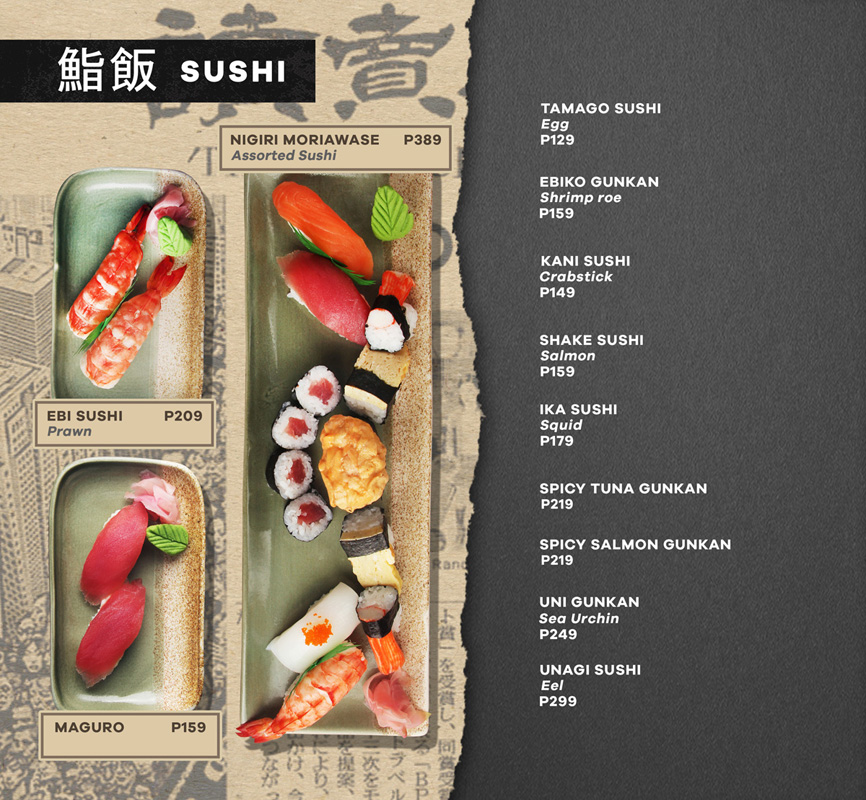 鮨飯 SUSHI
NIGIRI MORIAWASE P389
Assorted Sushi
EBI SUSHI P209
Prawn
MAGURO P159
TAMAGO SUSHI
Egg
P129
EBIKO GUNKAN
Shrimp roe
P159
KANI SUSHI
Crabstick
P149
SHAKE SUSHI
Salmon
P159
IKA SUSHI
Squid
P179
SPICY TUNA GUNKAN
P219
SPICY SALMON GUNKAN
P219
UNI GUNKAN
Sea Urchin
P249
UNAGI SUSHI
Eel
P299